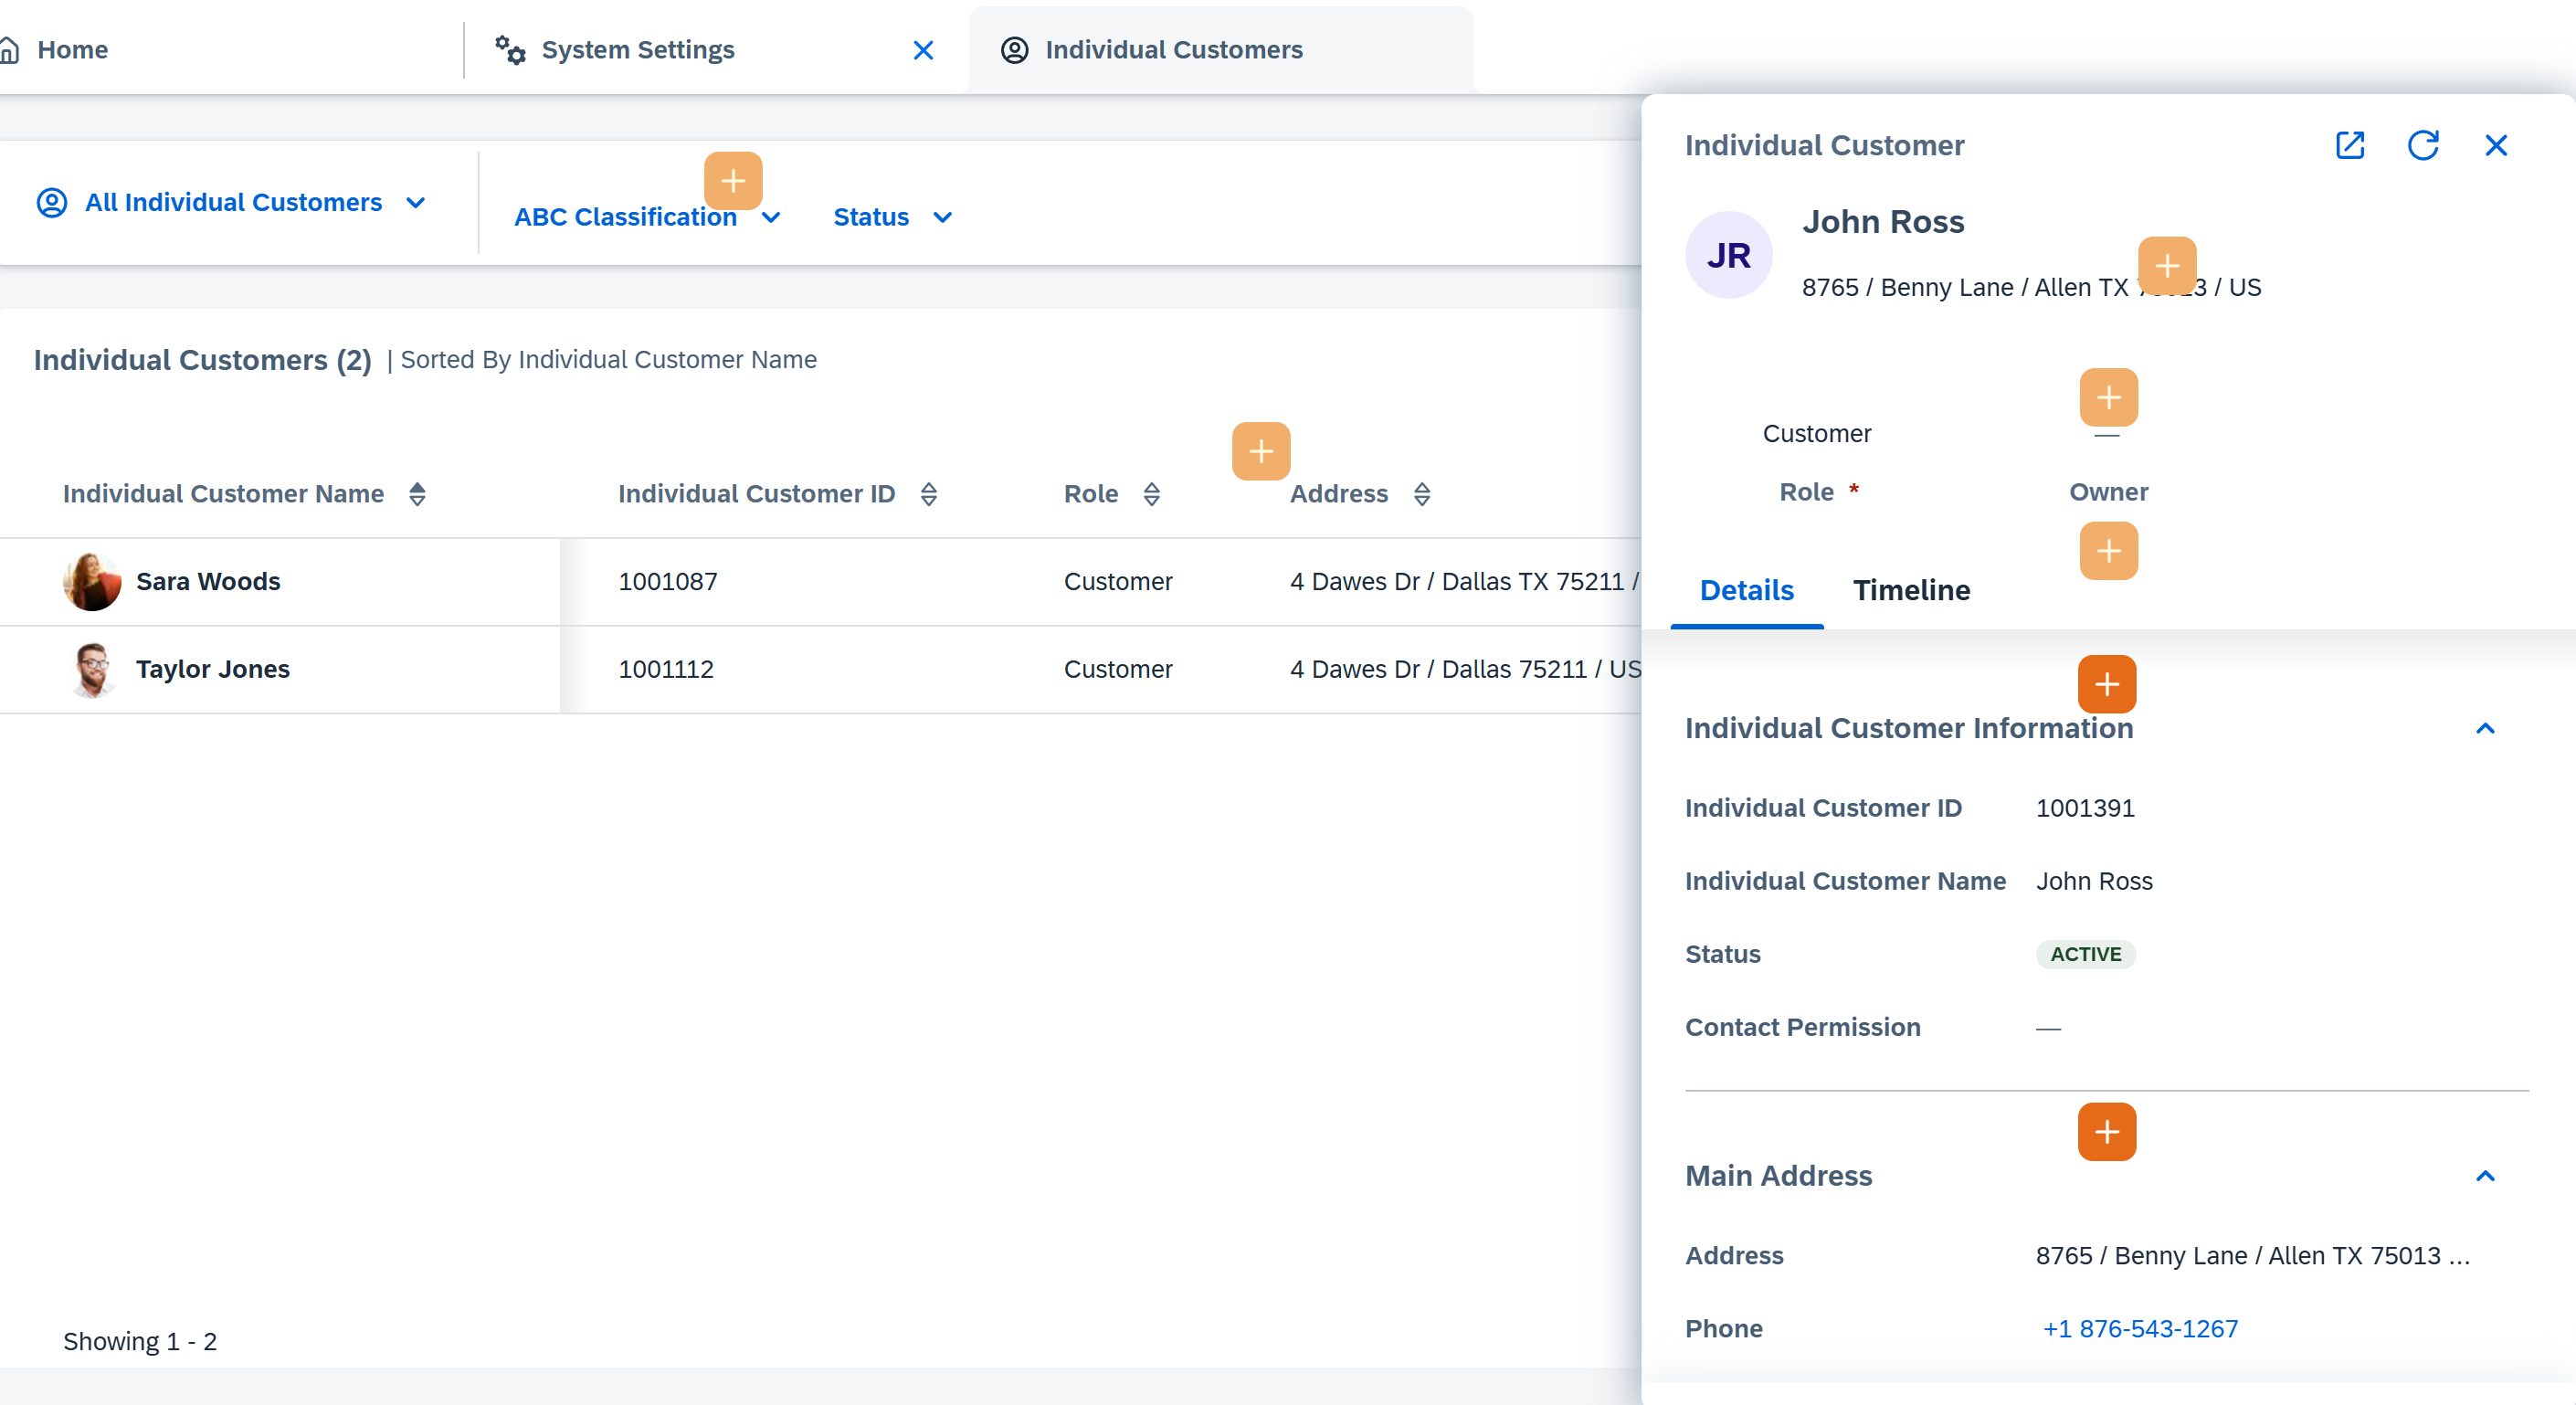 Home
System Settings
Individual Customers
All Individual Customers
ABC Classification
Status
Individual Customers (2) | Sorted By Individual Customer Name
Individual Customer Name
Individual Customer ID
Role
Address
Sara Woods
1001087
Customer
4 Dawes Dr / Dallas TX 75211 /
Taylor Jones
1001112
Customer
4 Dawes Dr / Dallas 75211 / US
Showing 1 - 2
Individual Customer
JR
John Ross
8765 / Benny Lane / Allen TX 3 / US
Customer
—
Role *
Owner
Details
Timeline
Individual Customer Information
Individual Customer ID
1001391
Individual Customer Name
John Ross
Status
ACTIVE
Contact Permission
—
Main Address
Address
8765 / Benny Lane / Allen TX 75013 ...
Phone
+1 876-543-1267